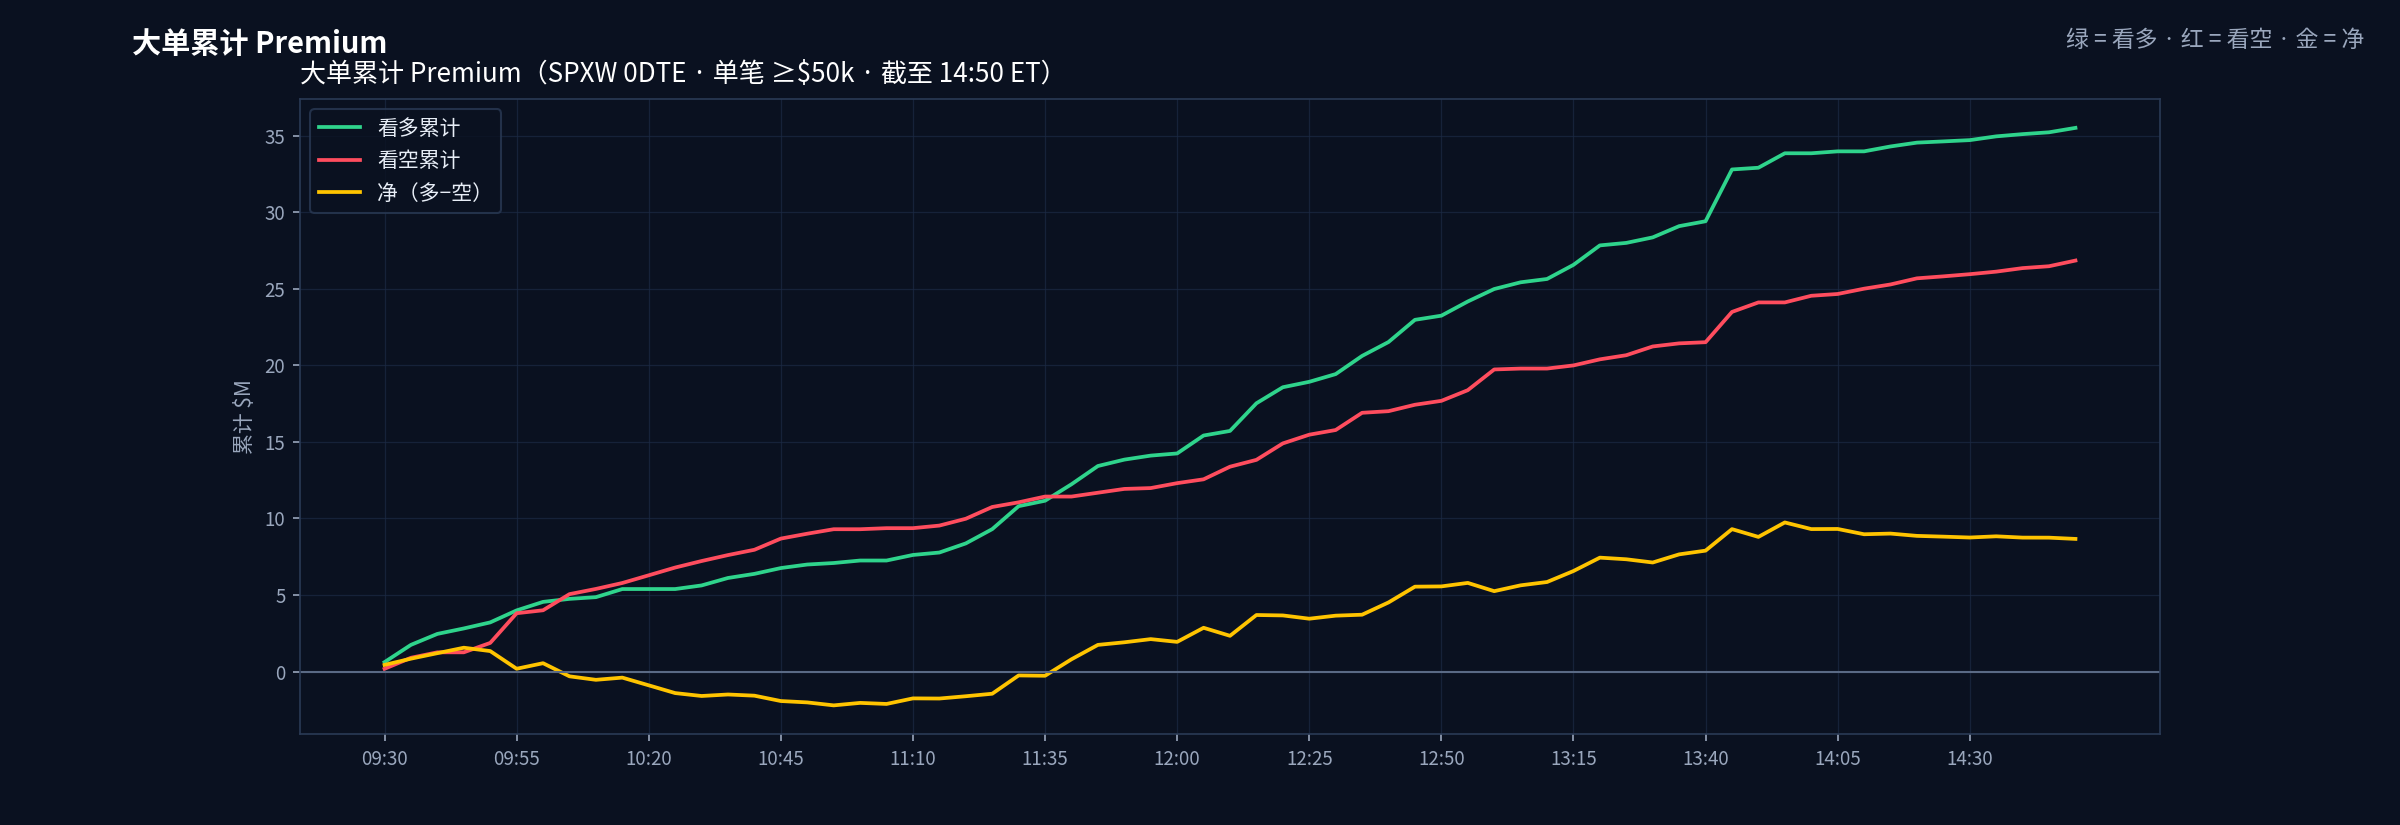 大单累计 Premium
绿 = 看多 · 红 = 看空 · 金 = 净
大单累计 Premium（SPXW 0DTE · 单笔 ≥$50k · 截至 14:50 ET）
看多累计
看空累计
净（多−空）
累计 $M
35
30
25
20
15
10
5
0
09:30 09:55 10:20 10:45 11:10 11:35 12:00 12:25 12:50 13:15 13:40 14:05 14:30